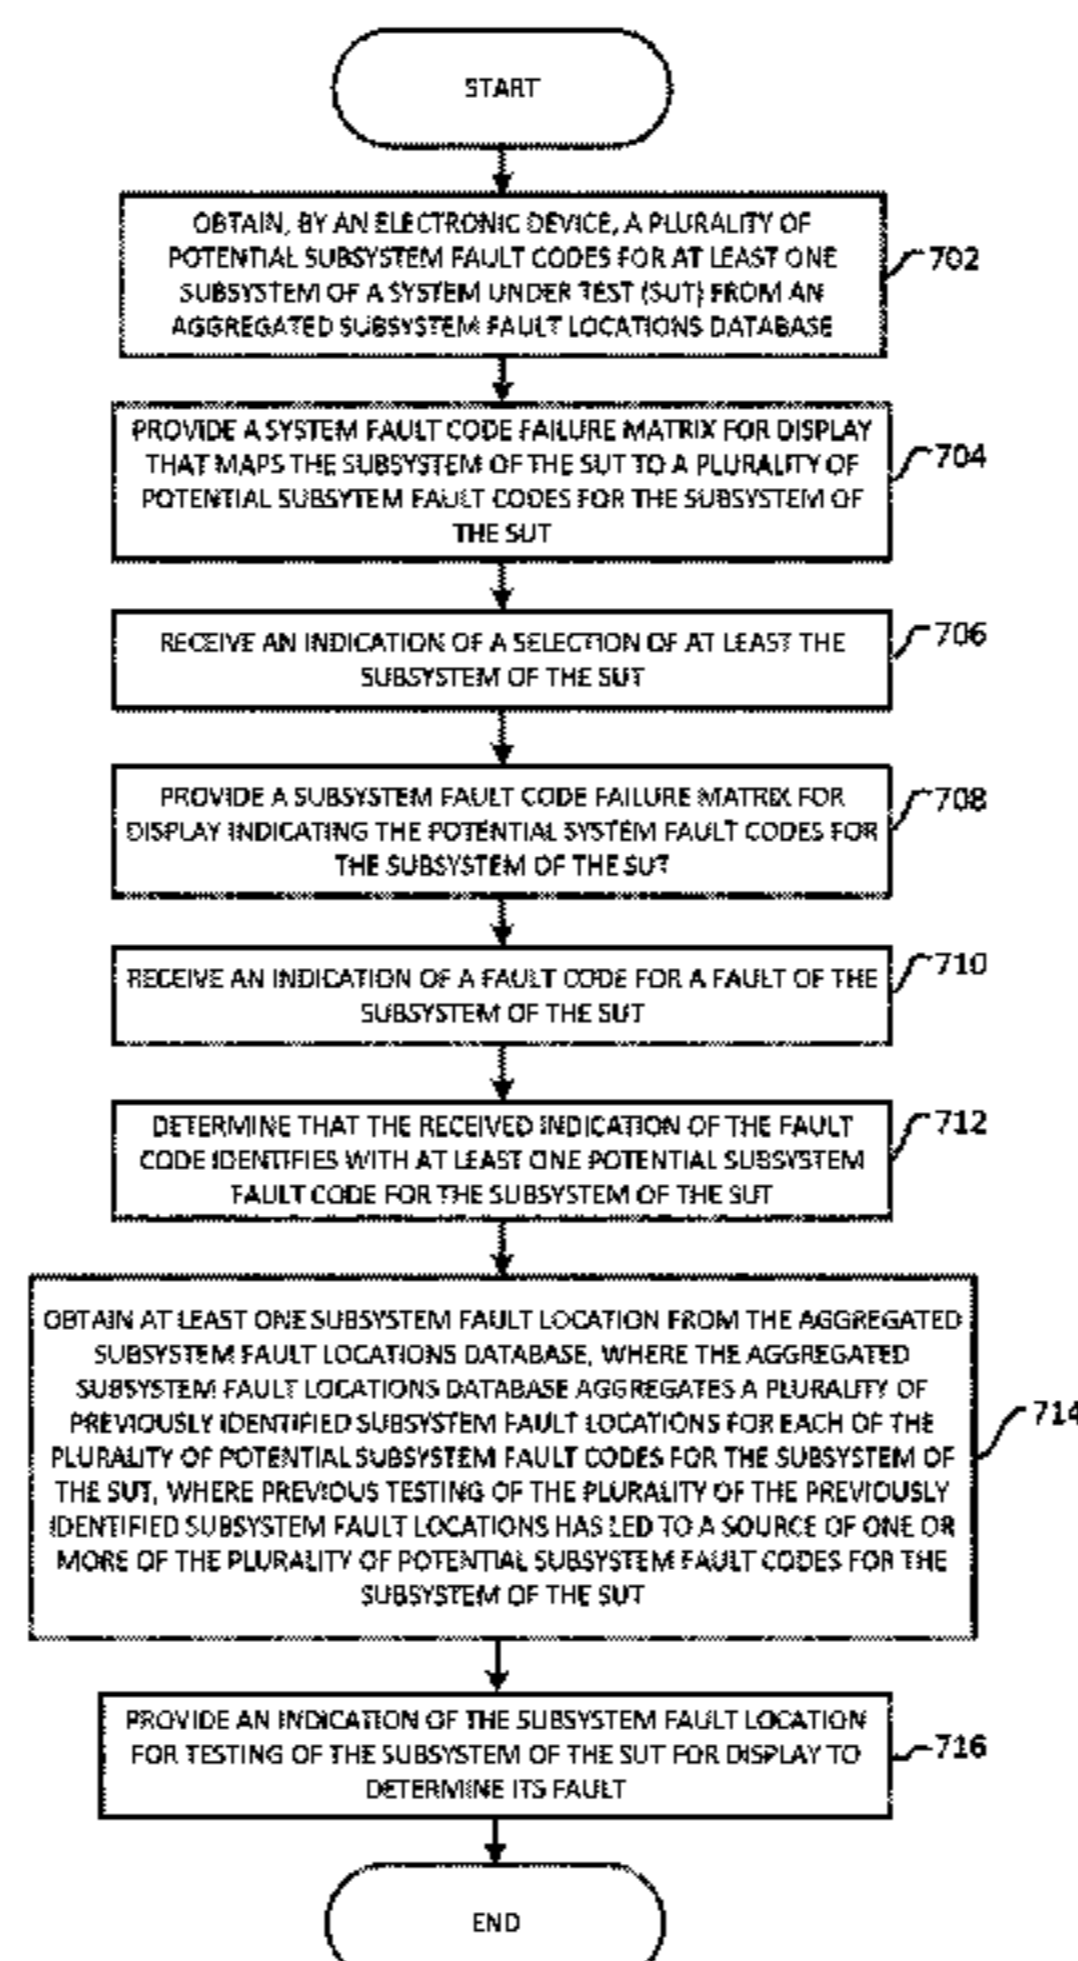 START
OBTAIN, BY AN ELECTRONIC DEVICE, A PLURALITY OF
POTENTIAL SUBSYSTEM FAULT CODES FOR AT LEAST ONE
SUBSYSTEM OF A SYSTEM UNDER TEST (SUT) FROM AN
AGGREGATED SUBSYSTEM FAULT LOCATIONS DATABASE
702
PROVIDE A SYSTEM FAULT CODE FAILURE MATRIX FOR DISPLAY
THAT MAPS THE SUBSYSTEM OF THE SUT TO A PLURALITY OF
POTENTIAL SUBSYTEM FAULT CODES FOR THE SUBSYSTEM OF
THE SUT
704
RECEIVE AN INDICATION OF A SELECTION OF AT LEAST THE
SUBSYSTEM OF THE SUT
706
PROVIDE A SUBSYSTEM FAULT CODE FAILURE MATRIX FOR
DISPLAY INDICATING THE POTENTIAL SYSTEM FAULT CODES FOR
THE SUBSYSTEM OF THE SUT
708
RECEIVE AN INDICATION OF A FAULT CODE FOR A FAULT OF THE
SUBSYSTEM OF THE SUT
710
DETERMINE THAT THE RECEIVED INDICATION OF THE FAULT
CODE IDENTIFIES WITH AT LEAST ONE POTENTIAL SUBSYSTEM
FAULT CODE FOR THE SUBSYSTEM OF THE SUT
712
OBTAIN AT LEAST ONE SUBSYSTEM FAULT LOCATION FROM THE AGGREGATED
SUBSYSTEM FAULT LOCATIONS DATABASE, WHERE THE AGGREGATED
SUBSYSTEM FAULT LOCATIONS DATABASE AGGREGATES A PLURALITY OF
PREVIOUSLY IDENTIFIED SUBSYSTEM FAULT LOCATIONS FOR EACH OF THE
PLURALITY OF POTENTIAL SUBSYSTEM FAULT CODES FOR THE SUBSYSTEM OF
THE SUT, WHERE PREVIOUS TESTING OF THE PLURALITY OF THE PREVIOUSLY
IDENTIFIED SUBSYSTEM FAULT LOCATIONS HAS LED TO A SOURCE OF ONE OR
MORE OF THE PLURALITY OF POTENTIAL SUBSYSTEM FAULT CODES FOR THE
SUBSYSTEM OF THE SUT
714
PROVIDE AN INDICATION OF THE SUBSYSTEM FAULT LOCATION
FOR TESTING OF THE SUBSYSTEM OF THE SUT FOR DISPLAY TO
DETERMINE ITS FAULT
716
END